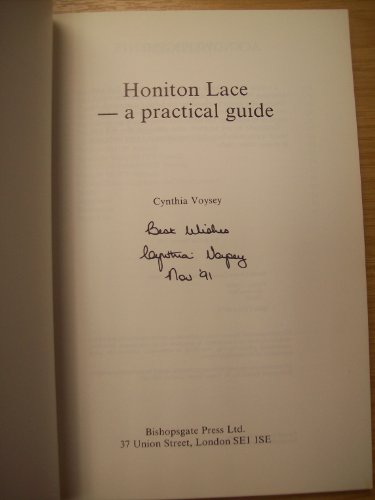 Honiton Lace
— a practical guide
Cynthia Voysey
Best Wishes
Cynthia Voysey
Nov '91
Bishopsgate Press Ltd.
37 Union Street, London SE1 1SE